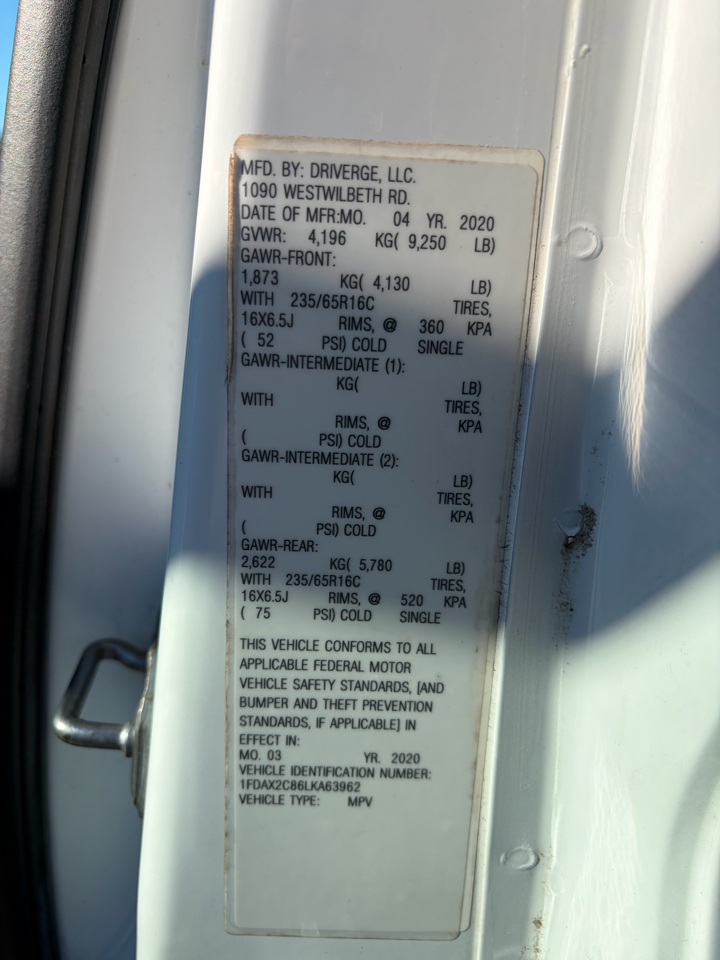 MFD. BY: DRIVERGE, LLC.
1090 WESTWILBETH RD.
DATE OF MFR:MO. 04 YR. 2020
GVWR: 4,196 KG( 9,250 LB)
GAWR-FRONT:
1,873 KG( 4,130 LB)
WITH 235/65R16C TIRES,
16X6.5J RIMS, @ 360 KPA
( 52 PSI) COLD SINGLE
GAWR-INTERMEDIATE (1):
KG( LB)
WITH TIRES,
RIMS, @ KPA
( PSI) COLD
GAWR-INTERMEDIATE (2):
KG( LB)
WITH TIRES,
RIMS, @ KPA
( PSI) COLD
GAWR-REAR:
2,622 KG( 5,780 LB)
WITH 235/65R16C TIRES,
16X6.5J RIMS, @ 520 KPA
( 75 PSI) COLD SINGLE
THIS VEHICLE CONFORMS TO ALL
APPLICABLE FEDERAL MOTOR
VEHICLE SAFETY STANDARDS, [AND
BUMPER AND THEFT PREVENTION
STANDARDS, IF APPLICABLE] IN
EFFECT IN:
MO. 03 YR. 2020
VEHICLE IDENTIFICATION NUMBER:
1FDAX2C86LKA63962
VEHICLE TYPE: MPV